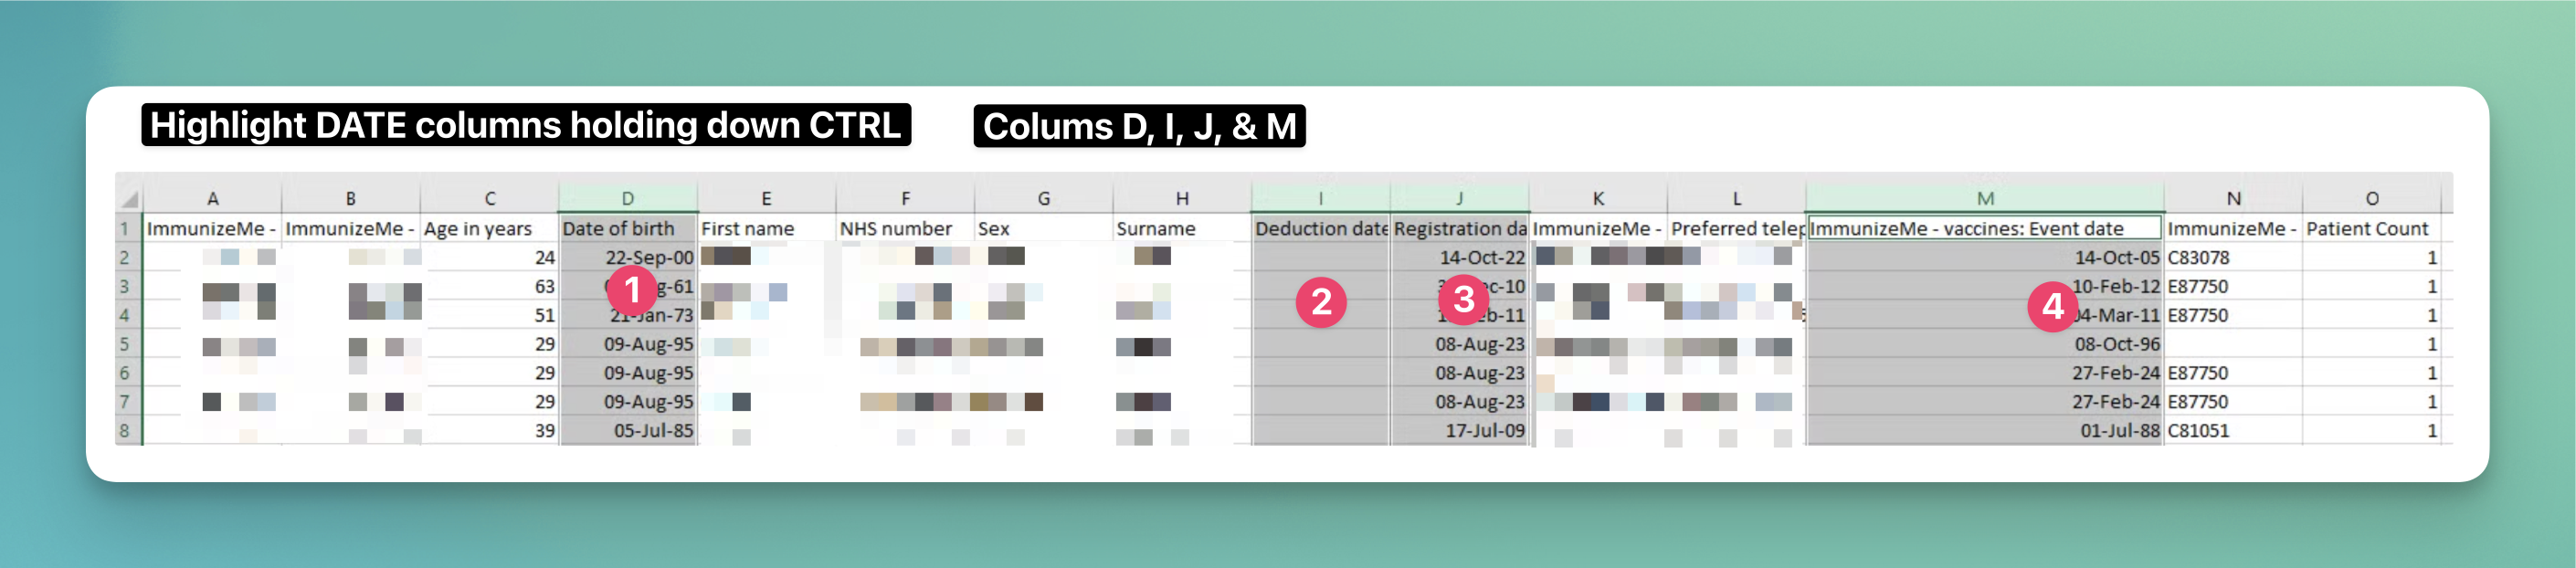 Highlight DATE columns holding down CTRL Colums D, I, J, & M
A B C D E F G H I J K L M N O
1 ImmunizeMe - ImmunizeMe - Age in years Date of birth First name NHS number Sex Surname Deduction date Registration da ImmunizeMe - Preferred telep ImmunizeMe - vaccines: Event date ImmunizeMe - Patient Count
2 24 22-Sep-00 14-Oct-22 14-Oct-05 C83078 1
3 63 1 g-61 2 3 c-10 10-Feb-12 E87750 1
4 51 21-Jan-73 b-11 4 04-Mar-11 E87750 1
5 29 09-Aug-95 08-Aug-23 08-Oct-96 1
6 29 09-Aug-95 08-Aug-23 27-Feb-24 E87750 1
7 29 09-Aug-95 08-Aug-23 27-Feb-24 E87750 1
8 39 05-Jul-85 17-Jul-09 01-Jul-88 C81051 1